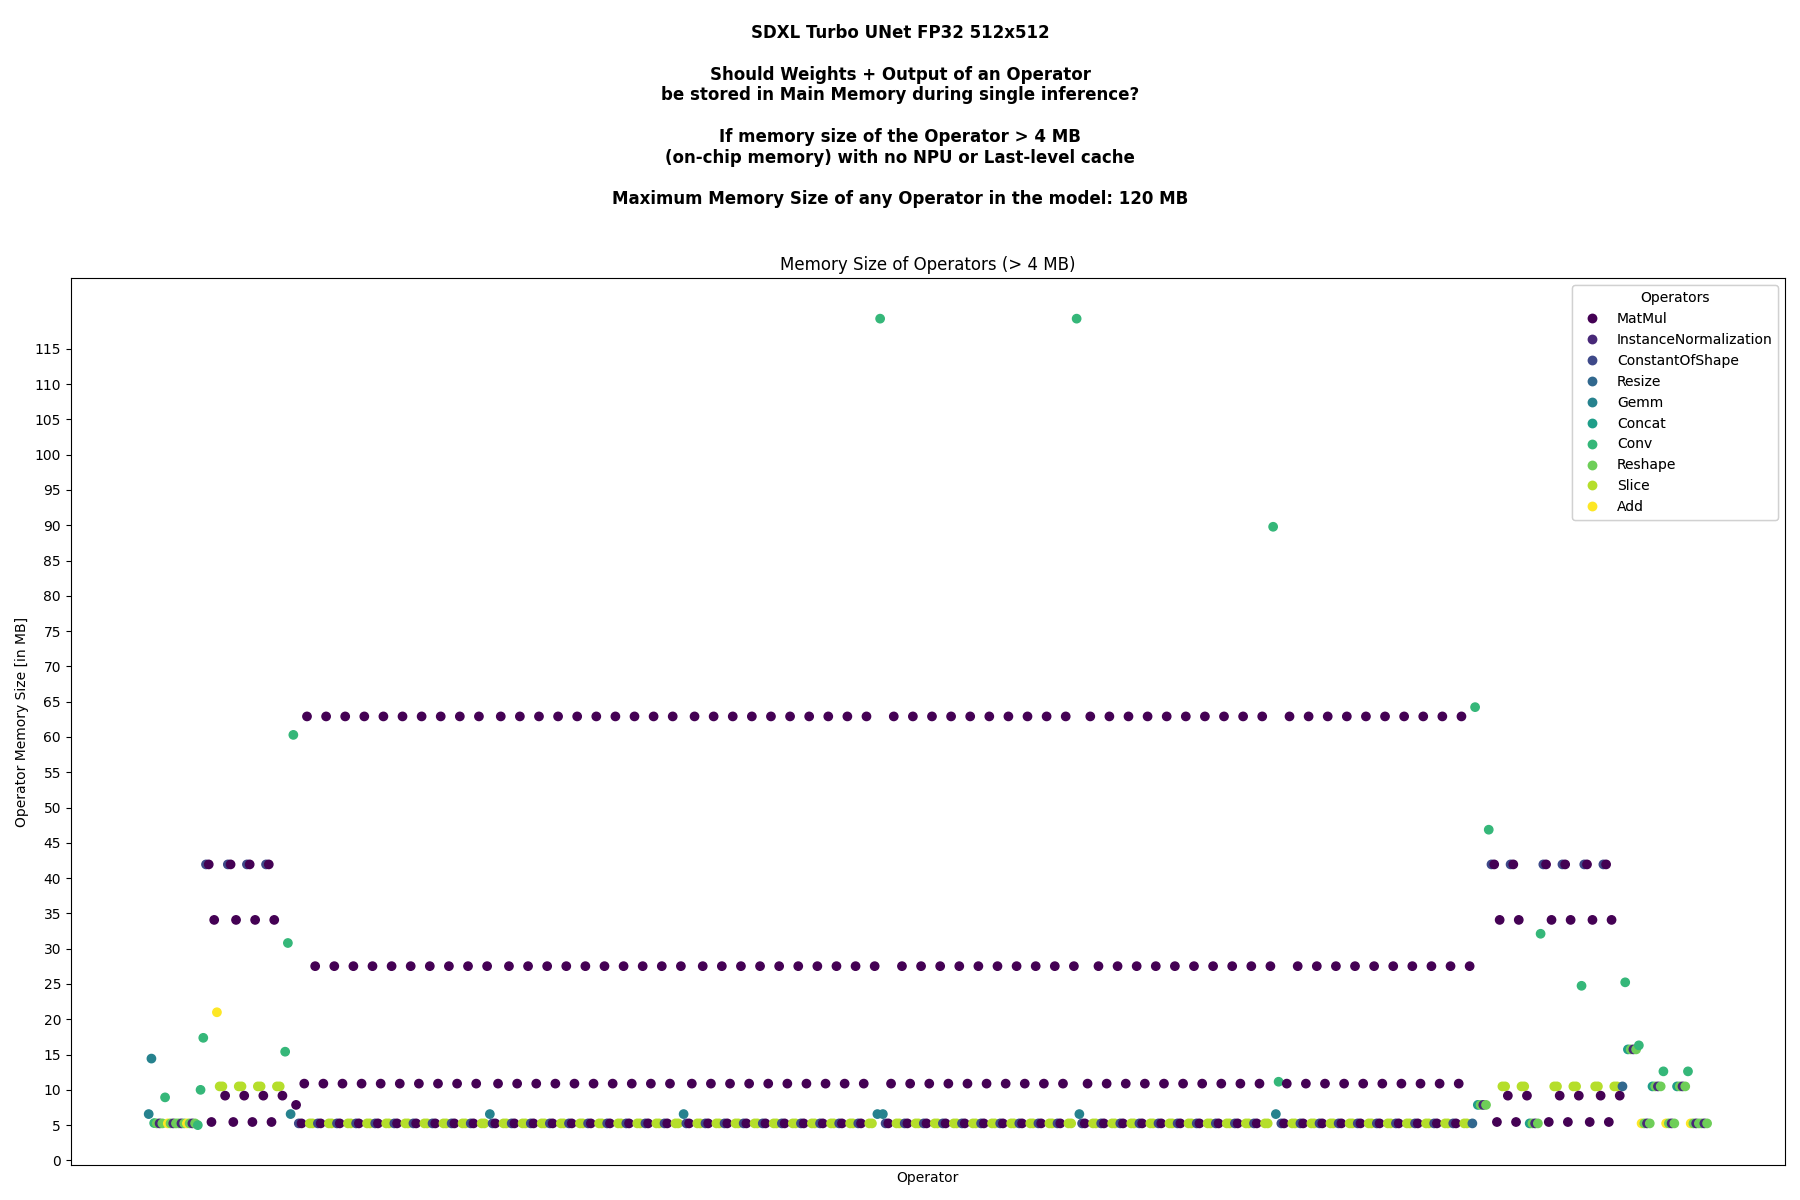 SDXL Turbo UNet FP32 512x512
Should Weights + Output of an Operator
be stored in Main Memory during single inference?
If memory size of the Operator > 4 MB
(on-chip memory) with no NPU or Last-level cache
Maximum Memory Size of any Operator in the model: 120 MB
Memory Size of Operators (> 4 MB)
Operators
MatMul
InstanceNormalization
ConstantOfShape
Resize
Gemm
Concat
Conv
Reshape
Slice
Add
115
110
105
100
95
90
85
80
75
70
65
60
55
50
45
40
35
30
25
20
15
10
5
0
Operator Memory Size [in MB]
Operator